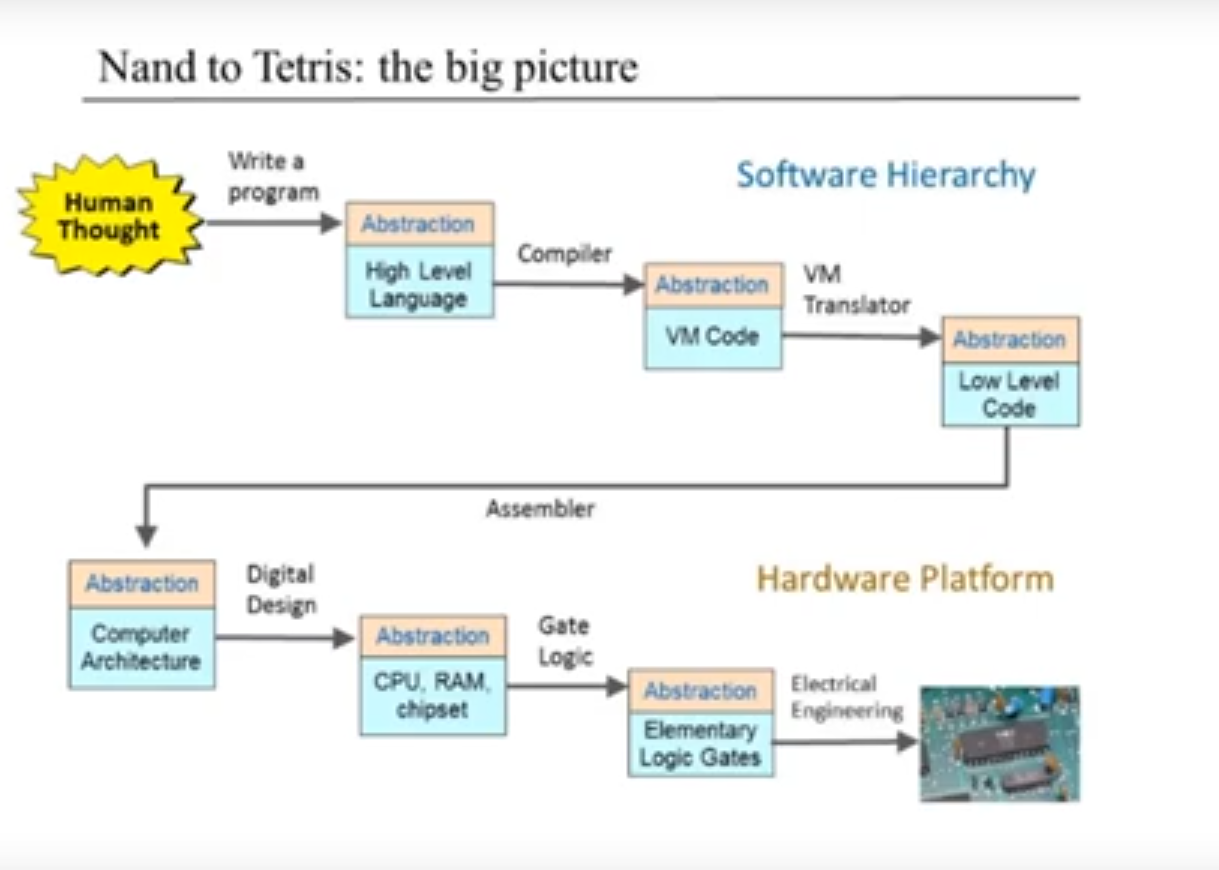 Nand to Tetris: the big picture
Write a
program
Software Hierarchy
Human
Thought
Abstraction
High Level
Language
Compiler
Abstraction
VM Code
VM
Translator
Abstraction
Low Level
Code
Assembler
Abstraction
Computer
Architecture
Digital
Design
Hardware Platform
Abstraction
CPU, RAM,
chipset
Gate
Logic
Abstraction
Elementary
Logic Gates
Electrical
Engineering